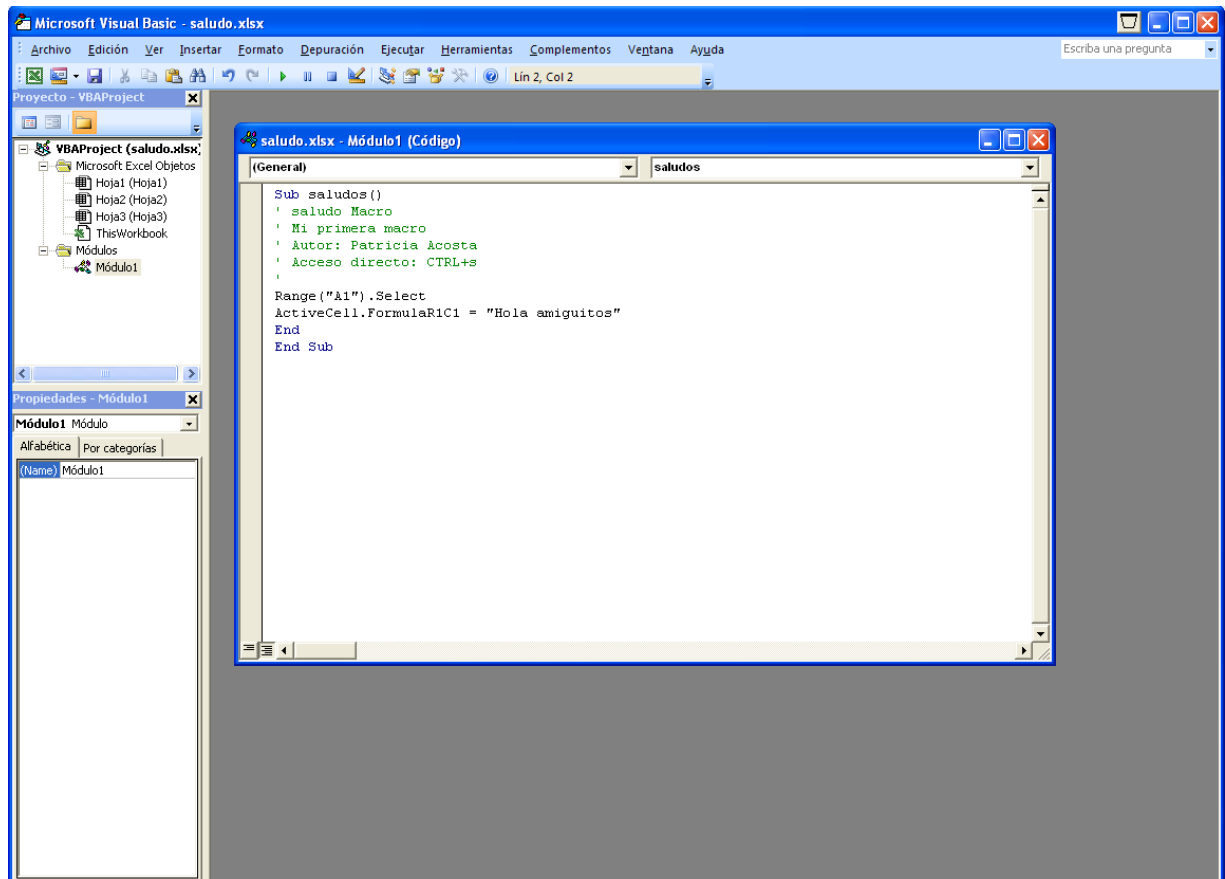 Microsoft Visual Basic - saludo.xlsx
Archivo Edición Ver Insertar Formato Depuración Ejecutar Herramientas Complementos Ventana Ayuda Escriba una pregunta
Lín 2, Col 2
Proyecto - VBAProject
VBAProject (saludo.xlsx)
Microsoft Excel Objetos
Hoja1 (Hoja1)
Hoja2 (Hoja2)
Hoja3 (Hoja3)
ThisWorkbook
Módulos
Módulo1
Propiedades - Módulo1
Módulo1 Módulo
Alfabética Por categorías
(Name) Módulo1
saludo.xlsx - Módulo1 (Código)
(General) saludos
Sub saludos()
' saludo Macro
' Mi primera macro
' Autor: Patricia Acosta
' Acceso directo: CTRL+s
'
Range("A1").Select
ActiveCell.FormulaR1C1 = "Hola amiguitos"
End
End Sub